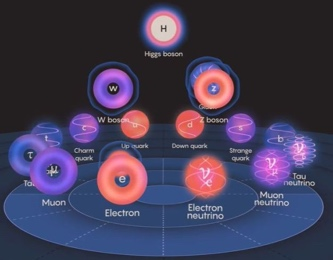 H
Higgs boson
W
Z
W boson
Z boson
t
c
u
d
s
b
Charm
quark
Up quark
Down quark
Strange
quark
τ
μ
e
ν
ν
ν
Tau
neutrino
Muon
Electron
Electron
neutrino
Muon
neutrino